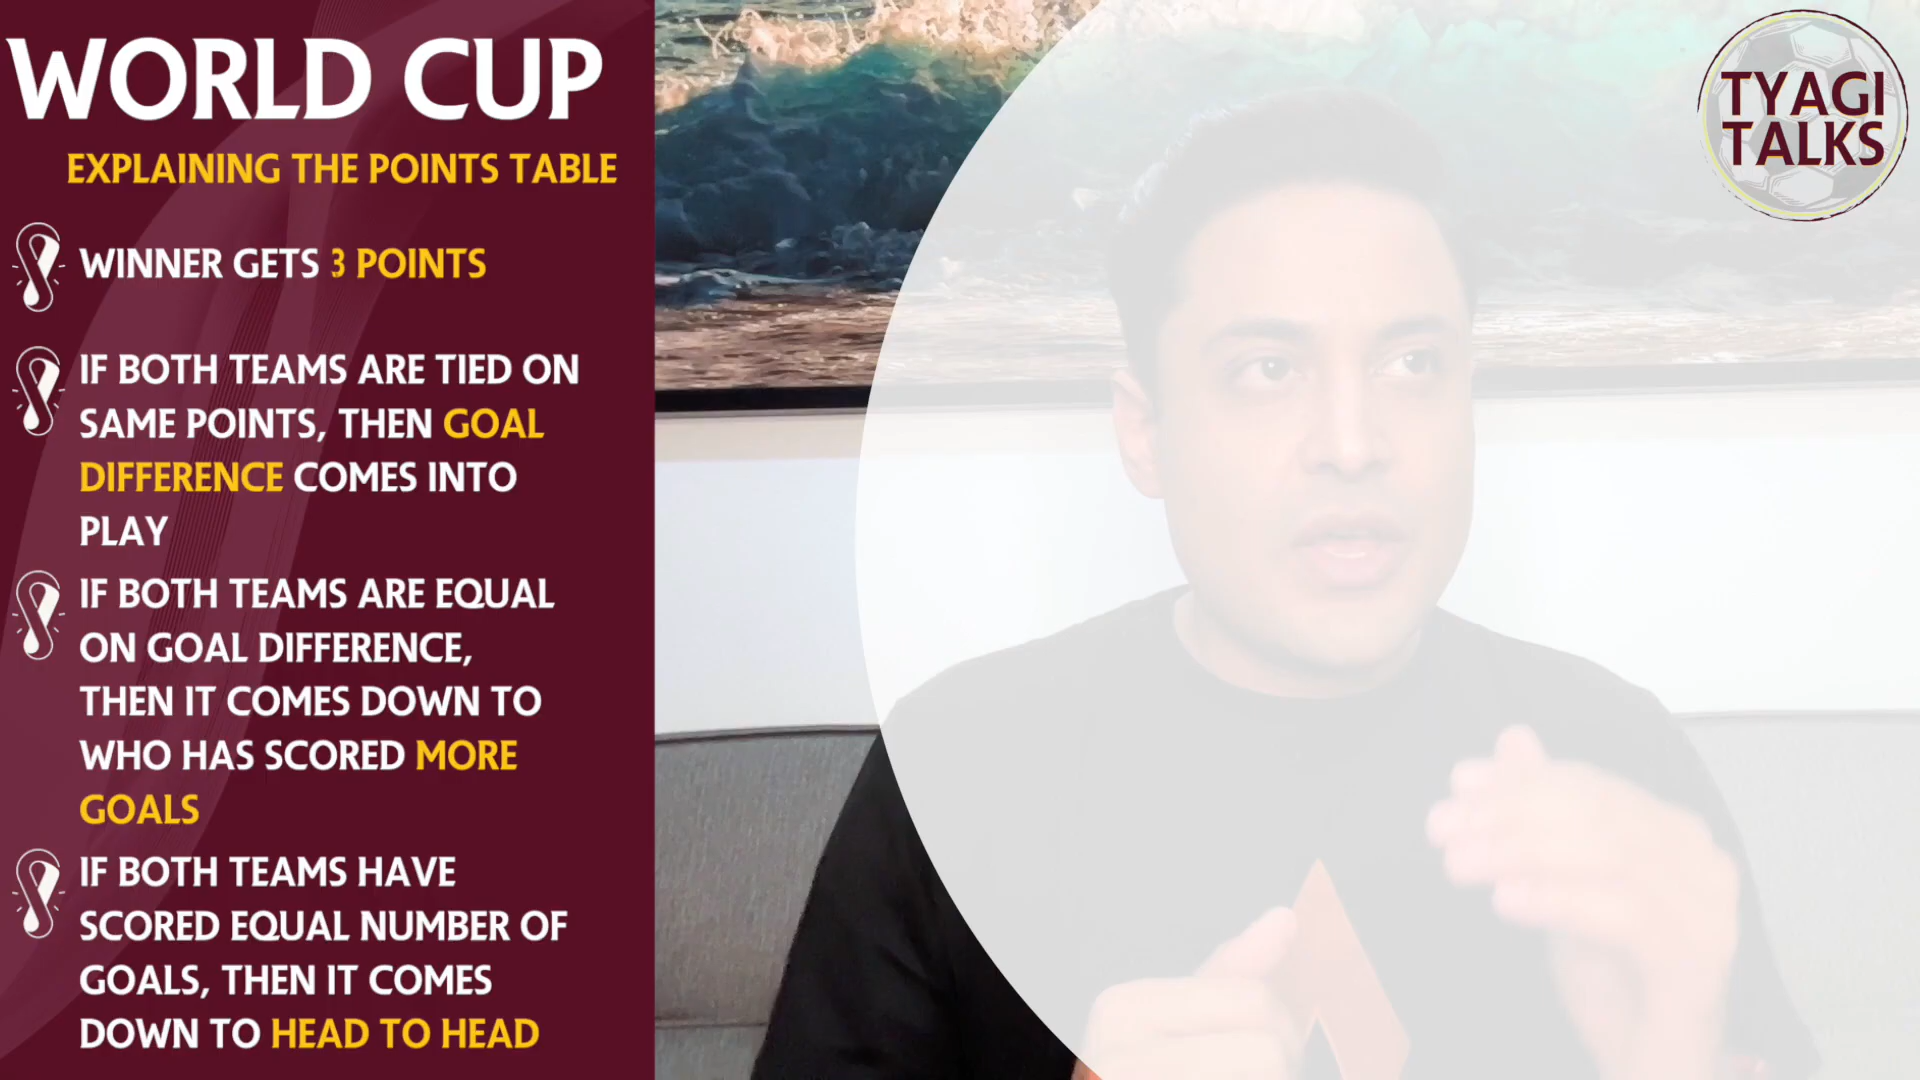 WORLD CUP
EXPLAINING THE POINTS TABLE
WINNER GETS 3 POINTS
IF BOTH TEAMS ARE TIED ON
SAME POINTS, THEN GOAL
DIFFERENCE COMES INTO
PLAY
IF BOTH TEAMS ARE EQUAL
ON GOAL DIFFERENCE,
THEN IT COMES DOWN TO
WHO HAS SCORED MORE
GOALS
IF BOTH TEAMS HAVE
SCORED EQUAL NUMBER OF
GOALS, THEN IT COMES
DOWN TO HEAD TO HEAD
TYAGI
TALKS